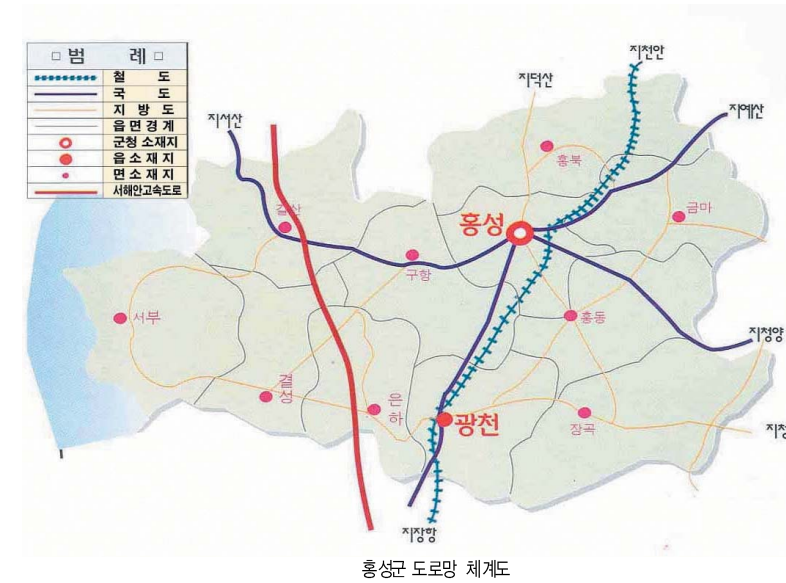 □ 범 례 □
철 도
국 도
지 방 도
읍 면 경 계
군청 소재지
읍 소 재 지
면 소 재 지
서해안고속도로
지천안
지덕산
지예산
지서산
홍북
갈산
금마
홍성
구항
서부
홍동
지청양
결성
은하
광천
장곡
지장항
홍성군 도로망 체계도